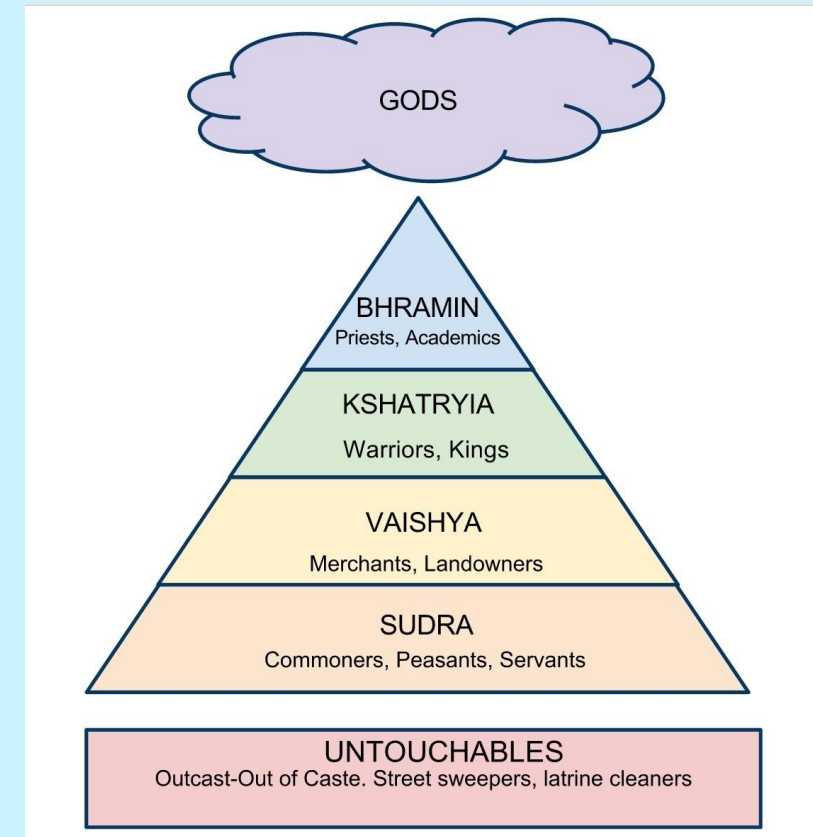 GODS
BHRAMIN
Priests, Academics
KSHATRYIA
Warriors, Kings
VAISHYA
Merchants, Landowners
SUDRA
Commoners, Peasants, Servants
UNTOUCHABLES
Outcast-Out of Caste. Street sweepers, latrine cleaners